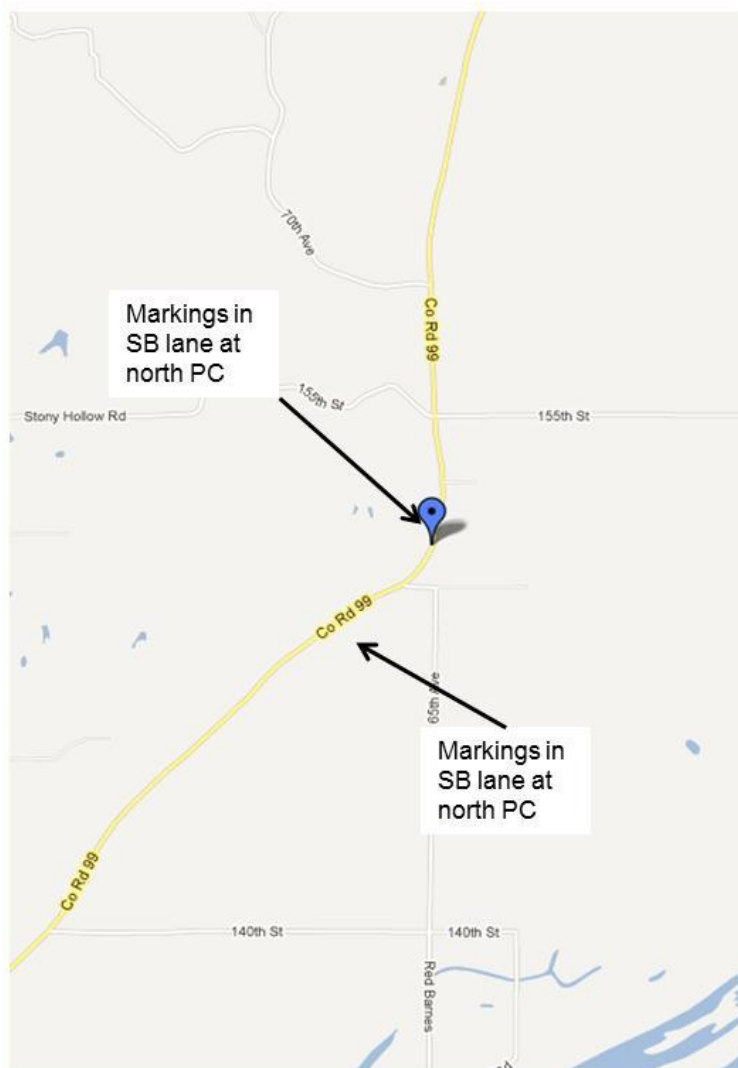 70th Ave
Co Rd 99
Markings in
SB lane at
north PC
155th St
Stony Hollow Rd
155th St
Co Rd 99
65th Ave
Markings in
SB lane at
north PC
Co Rd 99
140th St
140th St
Red Barnes